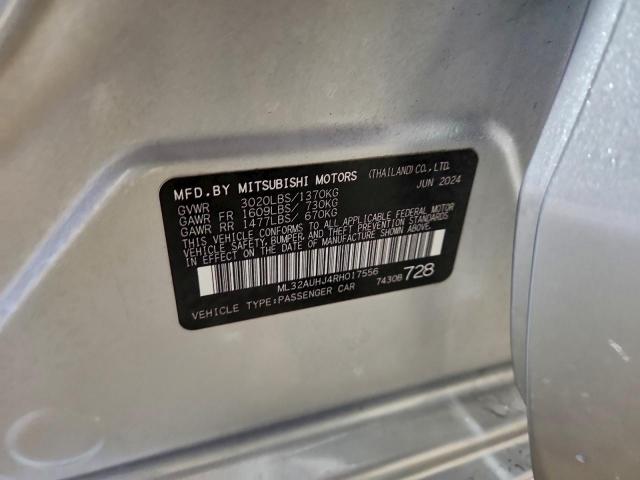 MFD.BY MITSUBISHI MOTORS (THAILAND) CO., LTD.
JUN 2024
GVWR 3020LBS/1370KG
GAWR FR 1609LBS/ 730KG
GAWR RR 1477LBS/ 670KG
THIS VEHICLE CONFORMS TO ALL APPLICABLE FEDERAL MOTOR
VEHICLE SAFETY, BUMPER, AND THEFT PREVENTION STANDARDS
IN EFFECT ON THE DATE OF MANUFACTURE SHOWN ABOVE.
ML32AUHJ4RH017556
VEHICLE TYPE:PASSENGER CAR 7430B 728